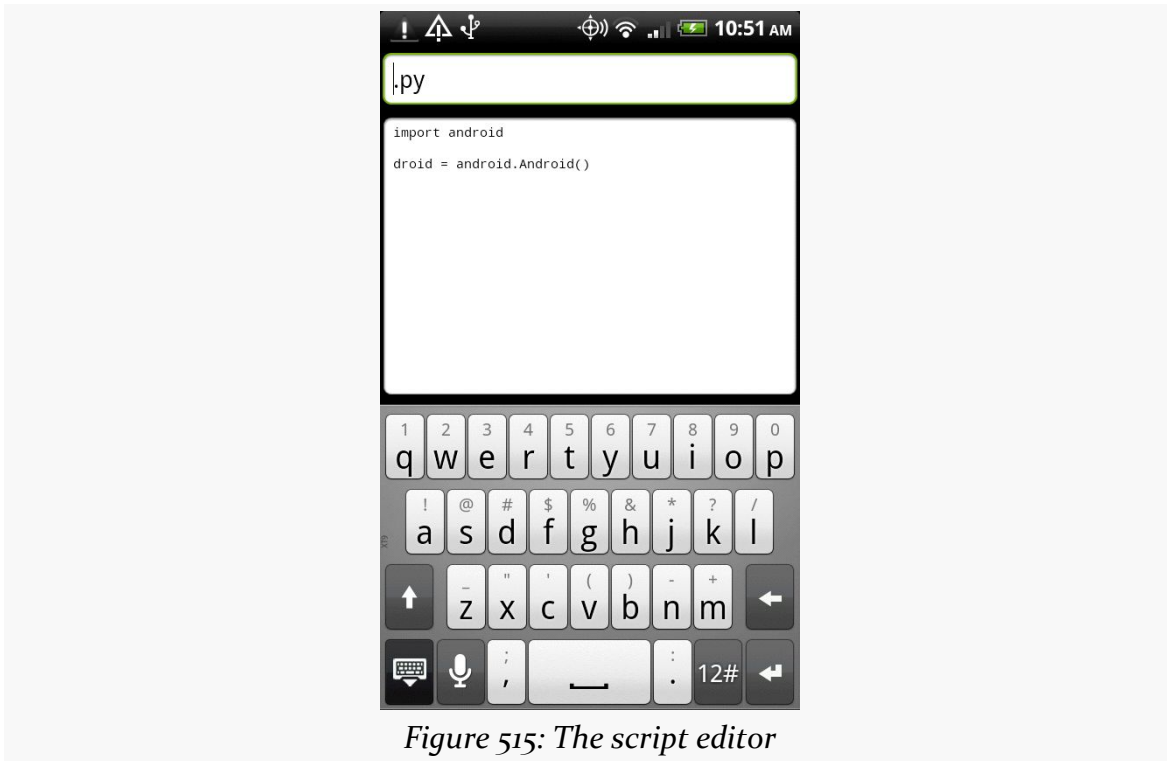 10:51 AM
.py
import android
droid = android.Android()
1 2 3 4 5 6 7 8 9 0
q w e r t y u i o p
! @ # $ % & * ? /
a s d f g h j k l
XT9
_ " ' ( ) - +
z x c v b n m
; :
, . 12#
Figure 515: The script editor